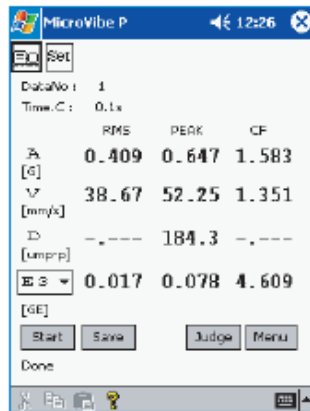 MicroVibe P 12:26
Set
DataNo : 1
Time.C : 0.1s
RMS PEAK CF
A 0.409 0.647 1.583
[G]
V 38.67 52.25 1.351
[mm/s]
D -.--- 184.3 -.---
[umpπp]
E3 0.017 0.078 4.609
[GE]
Start Save Judge Menu
Done